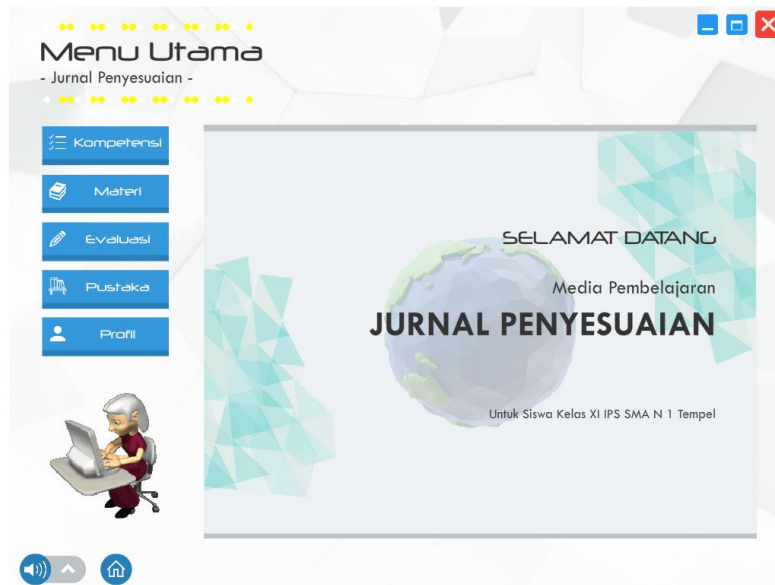 Menu Utama
- Jurnal Penyesuaian -
Kompetensi
Materi
Evaluasi
Pustaka
Profil
SELAMAT DATANG
Media Pembelajaran
JURNAL PENYESUAIAN
Untuk Siswa Kelas XI IPS SMA N 1 Tempel